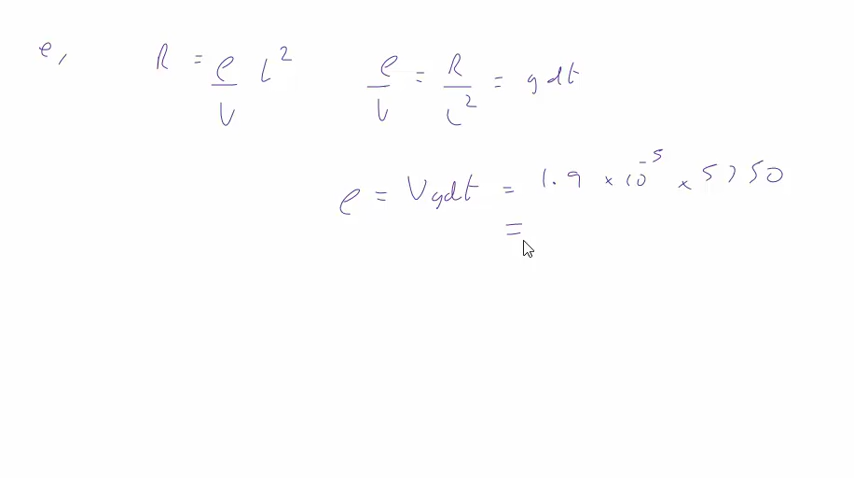 e, R = ρ/V L² ρ/V = R/L² = gdt
ρ = Vgdt = 1.9 × 10⁻⁵ × 5750
=